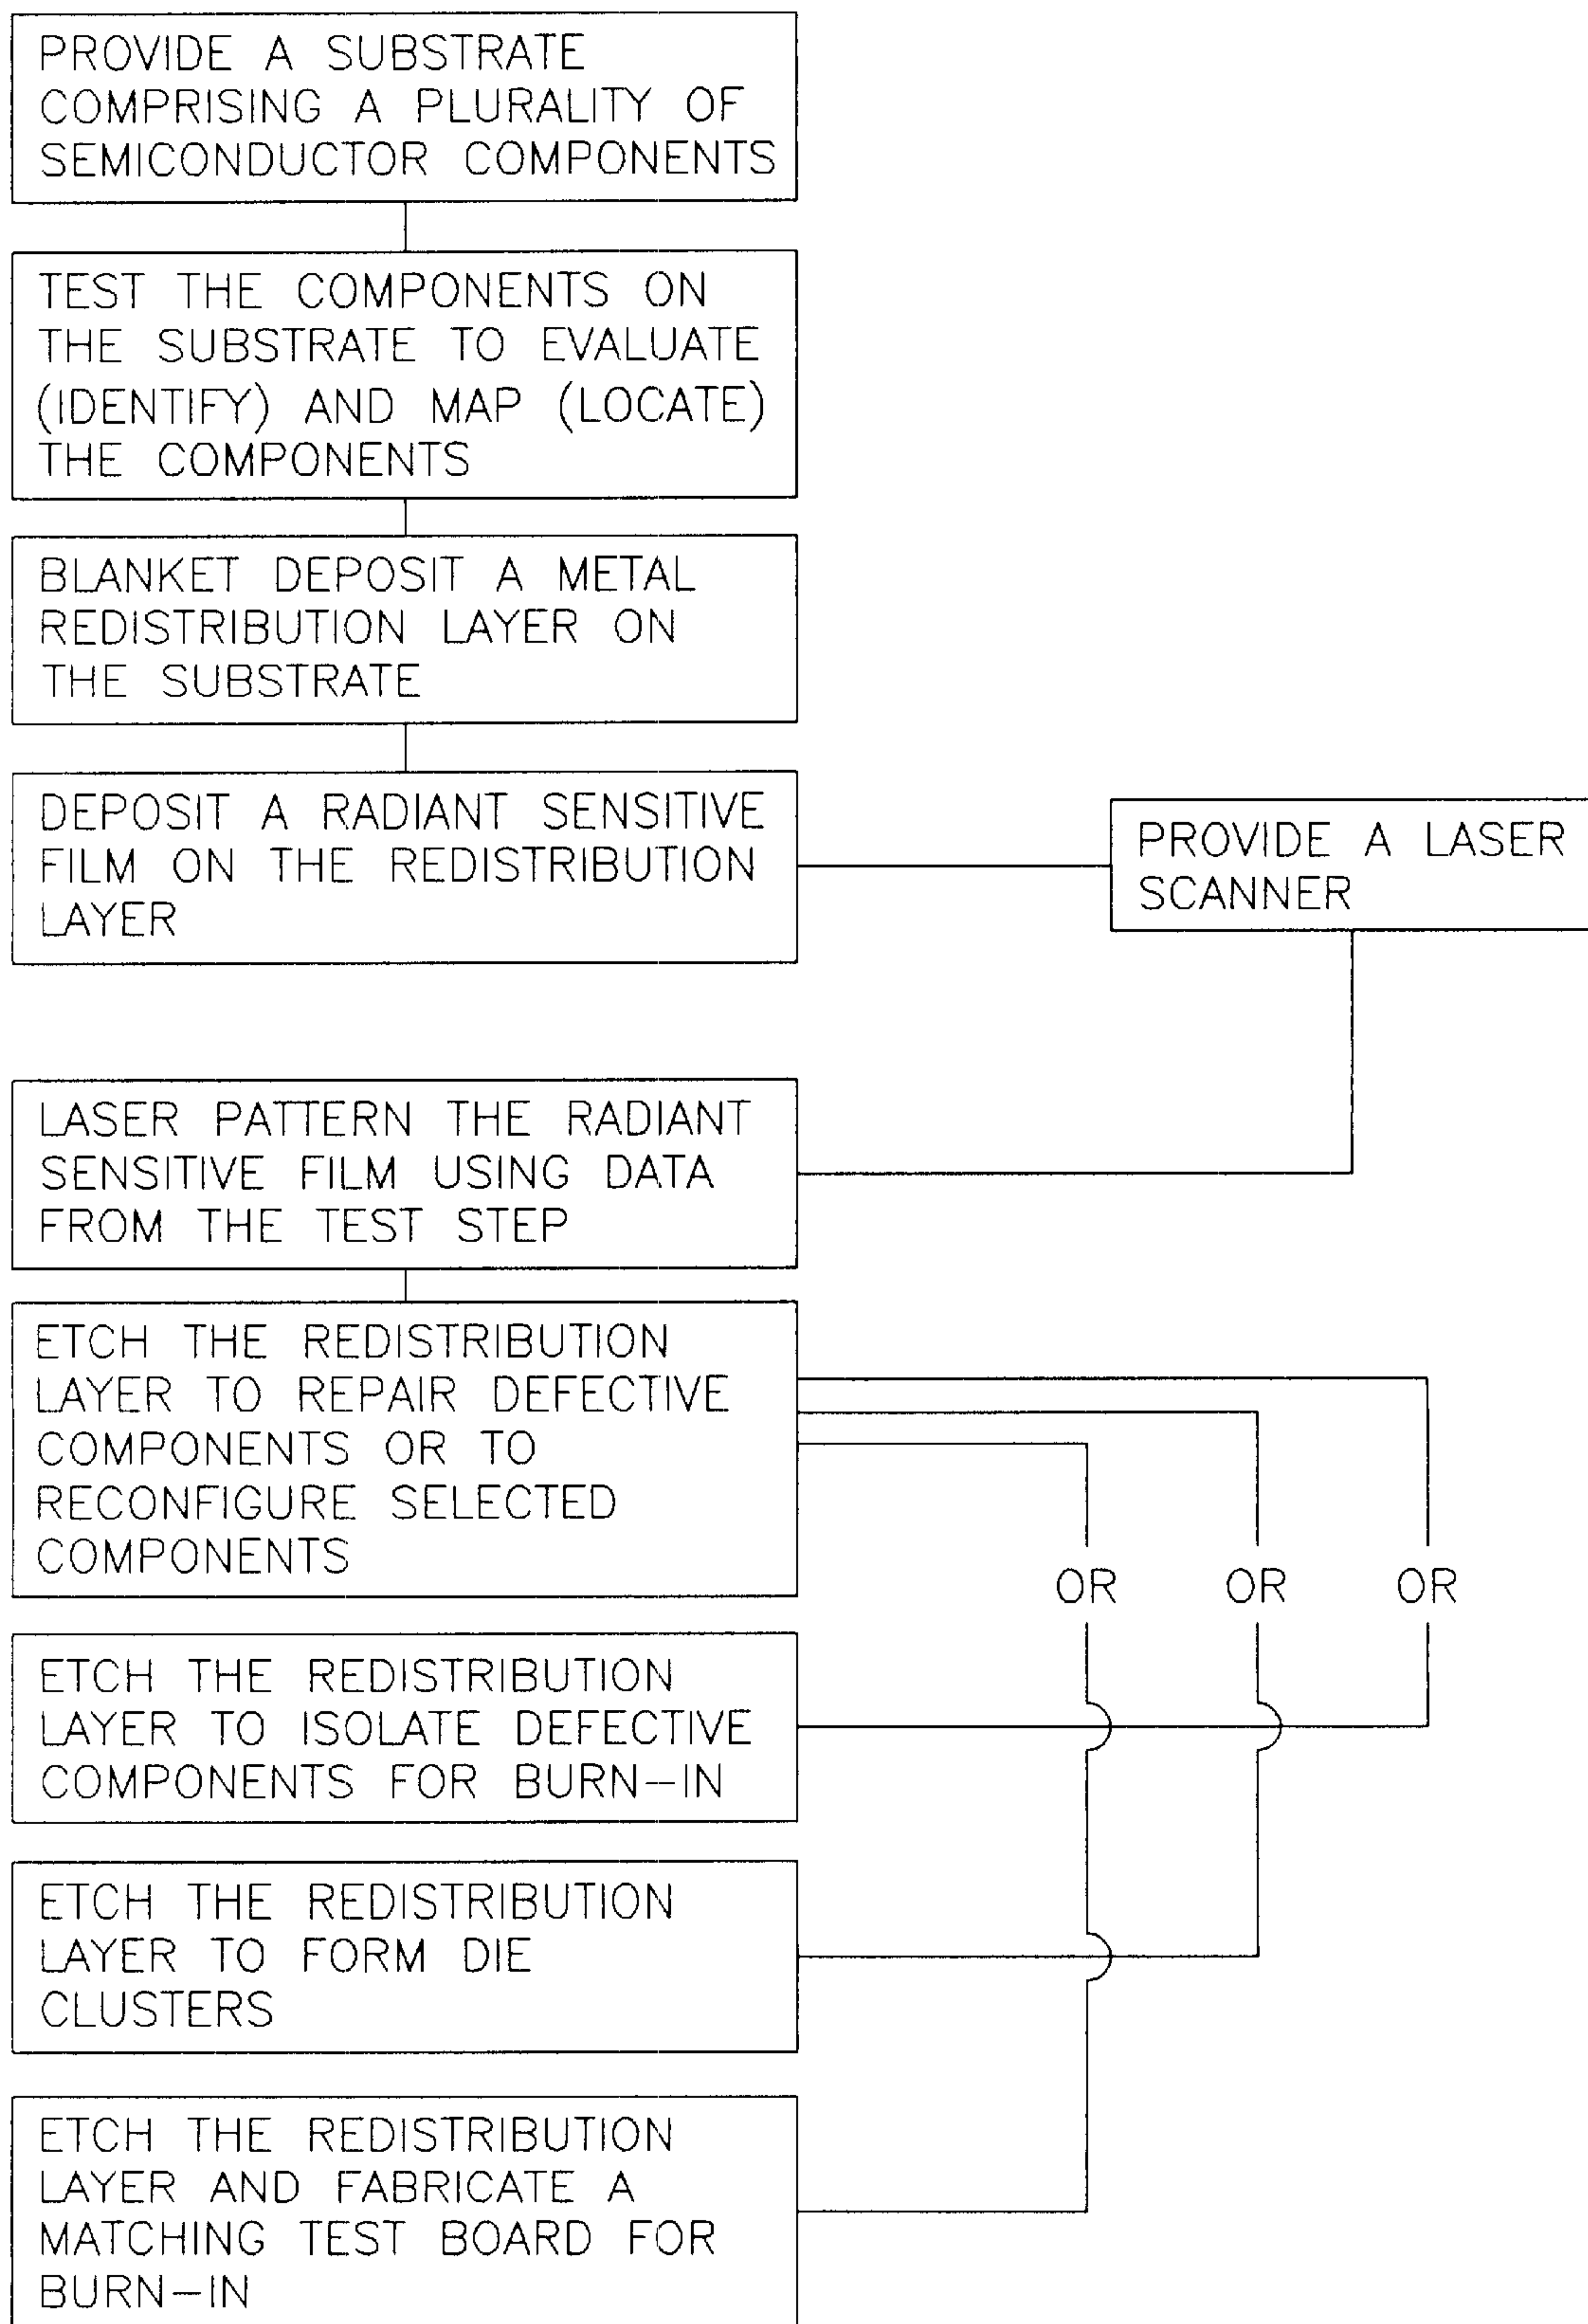 PROVIDE A SUBSTRATE
COMPRISING A PLURALITY OF
SEMICONDUCTOR COMPONENTS
TEST THE COMPONENTS ON
THE SUBSTRATE TO EVALUATE
(IDENTIFY) AND MAP (LOCATE)
THE COMPONENTS
BLANKET DEPOSIT A METAL
REDISTRIBUTION LAYER ON
THE SUBSTRATE
DEPOSIT A RADIANT SENSITIVE
FILM ON THE REDISTRIBUTION
LAYER
PROVIDE A LASER
SCANNER
LASER PATTERN THE RADIANT
SENSITIVE FILM USING DATA
FROM THE TEST STEP
ETCH THE REDISTRIBUTION
LAYER TO REPAIR DEFECTIVE
COMPONENTS OR TO
RECONFIGURE SELECTED
COMPONENTS
OR OR OR
ETCH THE REDISTRIBUTION
LAYER TO ISOLATE DEFECTIVE
COMPONENTS FOR BURN-IN
ETCH THE REDISTRIBUTION
LAYER TO FORM DIE
CLUSTERS
ETCH THE REDISTRIBUTION
LAYER AND FABRICATE A
MATCHING TEST BOARD FOR
BURN-IN